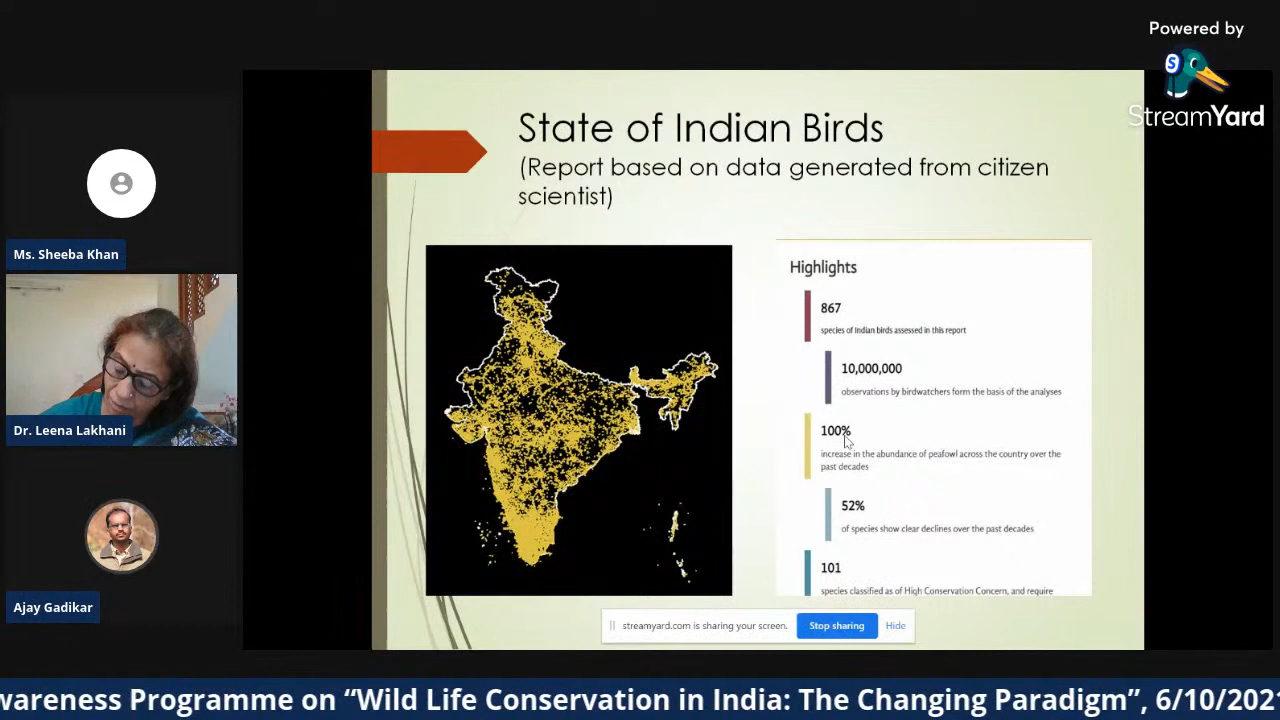 Powered by
S
StreamYard
State of Indian Birds
(Report based on data generated from citizen
scientist)
Ms. Sheeba Khan
Dr. Leena Lakhani
Ajay Gadikar
Highlights
867
species of Indian birds assessed in this report
10,000,000
observations by birdwatchers form the basis of the analyses
100%
increase in the abundance of peafowl across the country over the
past decades
52%
of species show clear declines over the past decades
101
species classified as of High Conservation Concern, and require
streamyard.com is sharing your screen.
Stop sharing
Hide
wareness Programme on “Wild Life Conservation in India: The Changing Paradigm”, 6/10/202